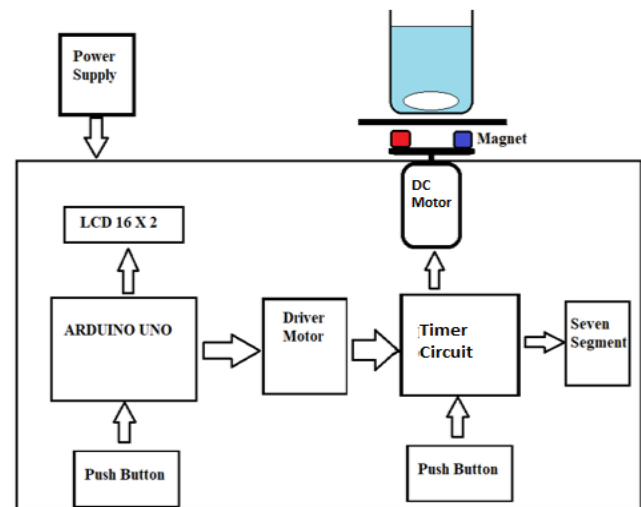 Power
Supply
Magnet
DC
Motor
LCD 16 X 2
ARDUINO UNO
Driver
Motor
Timer
Circuit
Seven
Segment
Push Button
Push Button